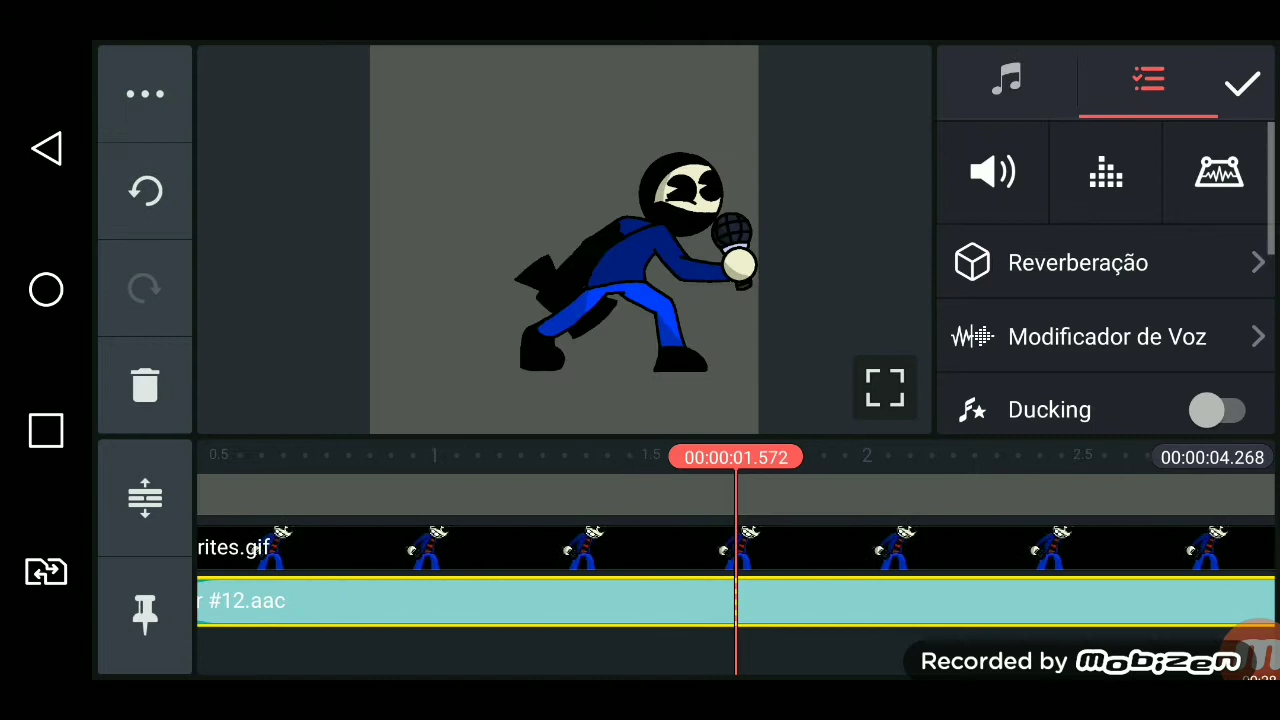 Reverberação
Modificador de Voz
Ducking
0.5
1
1.5
00:00:01.572
2
2.5
00:00:04.268
rites.gif
r #12.aac
Recorded by MOBIZEN